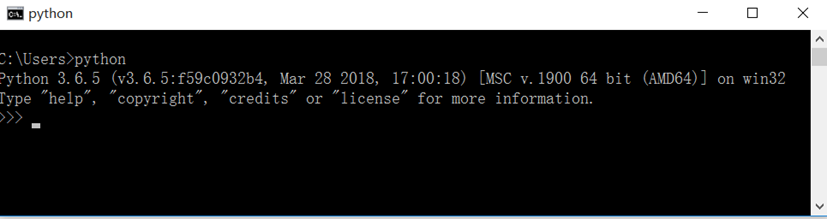 python
C:\Users>python
Python 3.6.5 (v3.6.5:f59c0932b4, Mar 28 2018, 17:00:18) [MSC v.1900 64 bit (AMD64)] on win32
Type "help", "copyright", "credits" or "license" for more information.
>>>